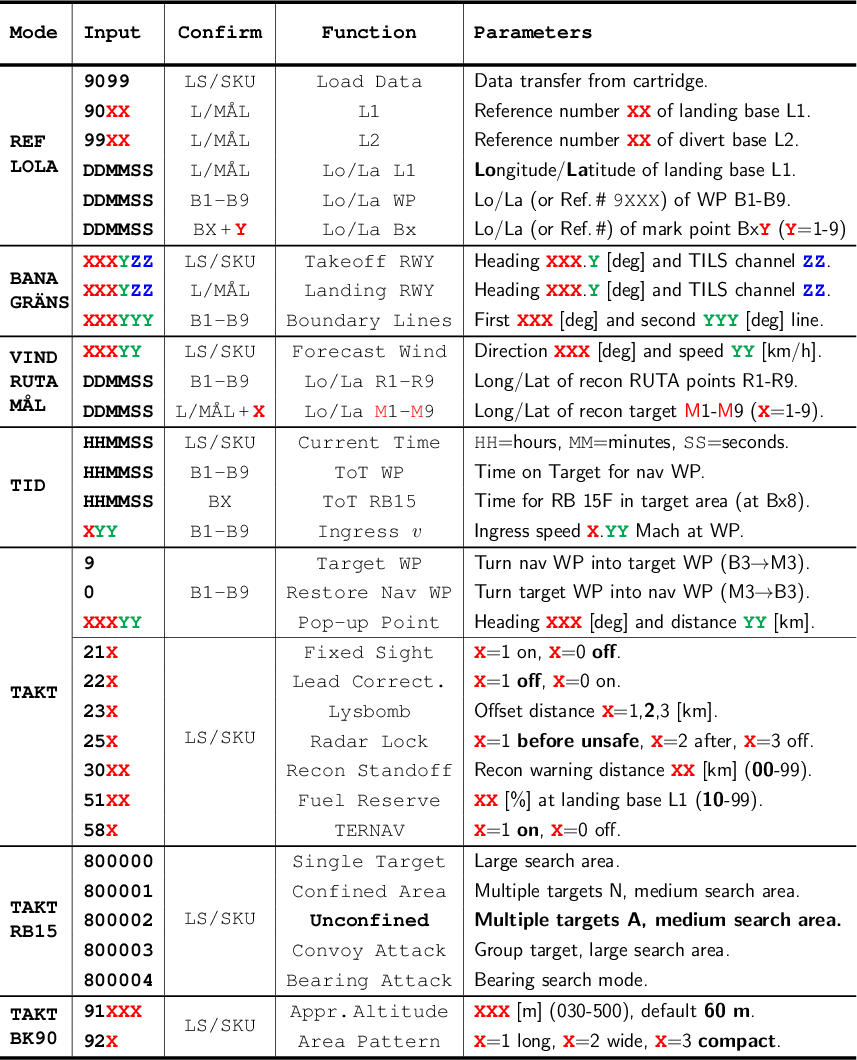 Mode Input Confirm Function Parameters
REF LOLA
9099 LS/SKU Load Data Data transfer from cartridge.
90XX L/MÅL L1 Reference number XX of landing base L1.
99XX L/MÅL L2 Reference number XX of divert base L2.
DDMMSS L/MÅL Lo/La L1 Longitude/Latitude of landing base L1.
DDMMSS B1–B9 Lo/La WP Lo/La (or Ref. # 9XXX) of WP B1-B9.
DDMMSS BX+Y Lo/La Bx Lo/La (or Ref. #) of mark point BxY (Y=1-9)
BANA GRÄNS
XXXYZZ LS/SKU Takeoff RWY Heading XXX.Y [deg] and TILS channel ZZ.
XXXYZZ L/MÅL Landing RWY Heading XXX.Y [deg] and TILS channel ZZ.
XXXYYY B1–B9 Boundary Lines First XXX [deg] and second YYY [deg] line.
VIND RUTA MÅL
XXXYY LS/SKU Forecast Wind Direction XXX [deg] and speed YY [km/h].
DDMMSS B1–B9 Lo/La R1–R9 Long/Lat of recon RUTA points R1-R9.
DDMMSS L/MÅL+X Lo/La M1–M9 Long/Lat of recon target M1-M9 (X=1-9).
TID
HHMMSS LS/SKU Current Time HH=hours, MM=minutes, SS=seconds.
HHMMSS B1–B9 ToT WP Time on Target for nav WP.
HHMMSS BX ToT RB15 Time for RB 15F in target area (at Bx8).
XYY B1–B9 Ingress v Ingress speed X.YY Mach at WP.
TAKT
9 Target WP Turn nav WP into target WP (B3→M3).
0 B1–B9 Restore Nav WP Turn target WP into nav WP (M3→B3).
XXXYY Pop-up Point Heading XXX [deg] and distance YY [km].
21X Fixed Sight X=1 on, X=0 off.
22X Lead Correct. X=1 off, X=0 on.
23X Lysbomb Offset distance X=1,2,3 [km].
25X LS/SKU Radar Lock X=1 before unsafe, X=2 after, X=3 off.
30XX Recon Standoff Recon warning distance XX [km] (00-99).
51XX Fuel Reserve XX [%] at landing base L1 (10-99).
58X TERNAV X=1 on, X=0 off.
TAKT RB15
800000 Single Target Large search area.
800001 Confined Area Multiple targets N, medium search area.
800002 LS/SKU Unconfined Multiple targets A, medium search area.
800003 Convoy Attack Group target, large search area.
800004 Bearing Attack Bearing search mode.
TAKT BK90
91XXX LS/SKU Appr.Altitude XXX [m] (030-500), default 60 m.
92X Area Pattern X=1 long, X=2 wide, X=3 compact.